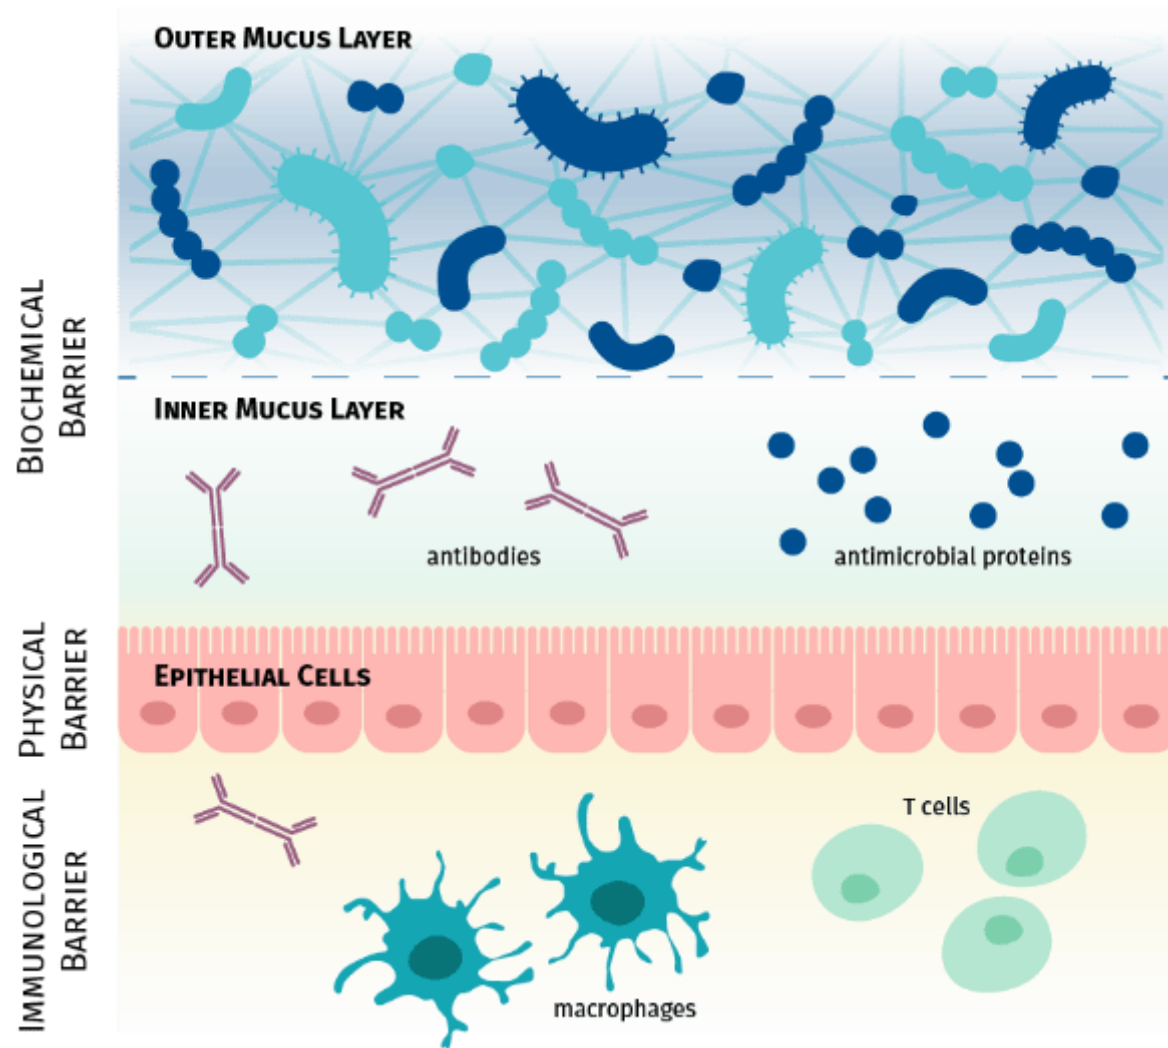 OUTER MUCUS LAYER
BIOCHEMICAL
BARRIER
INNER MUCUS LAYER
antibodies
antimicrobial proteins
PHYSICAL
BARRIER
EPITHELIAL CELLS
IMMUNOLOGICAL
BARRIER
T cells
macrophages